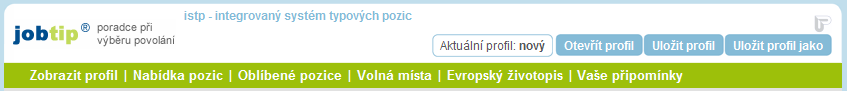 istp - integrovaný systém typových pozic
jobtip® poradce při
výběru povolání
Aktuální profil: nový Otevřít profil Uložit profil Uložit profil jako
Zobrazit profil | Nabídka pozic | Oblíbené pozice | Volná místa | Evropský životopis | Vaše připomínky